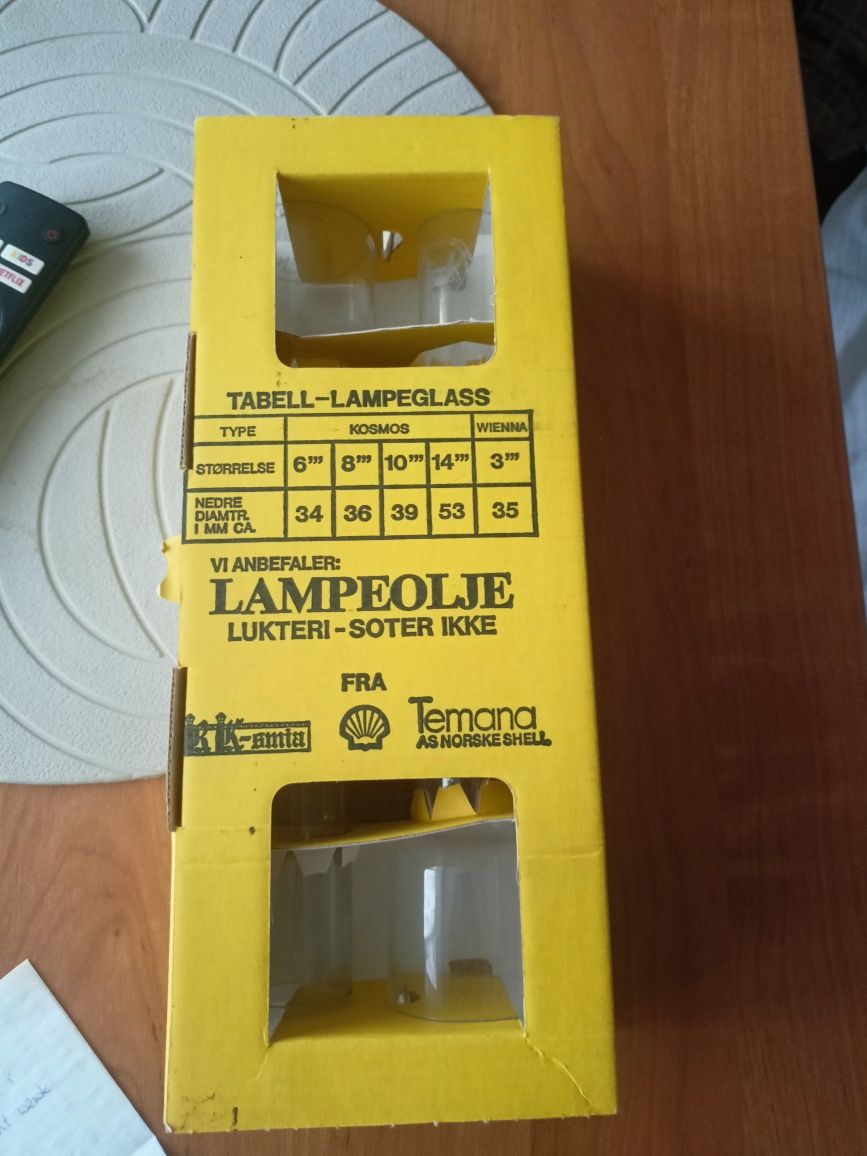 KIDS
NETFLIX
TABELL-LAMPEGLASS
TYPE KOSMOS WIENNA
STØRRELSE 6''' 8''' 10''' 14''' 3'''
NEDRE
DIAMTR.
I MM CA. 34 36 39 53 35
VI ANBEFALER:
LAMPEOLJE
LUKTFRI-SOTER IKKE
FRA
Temana
AS NORSKE SHELL